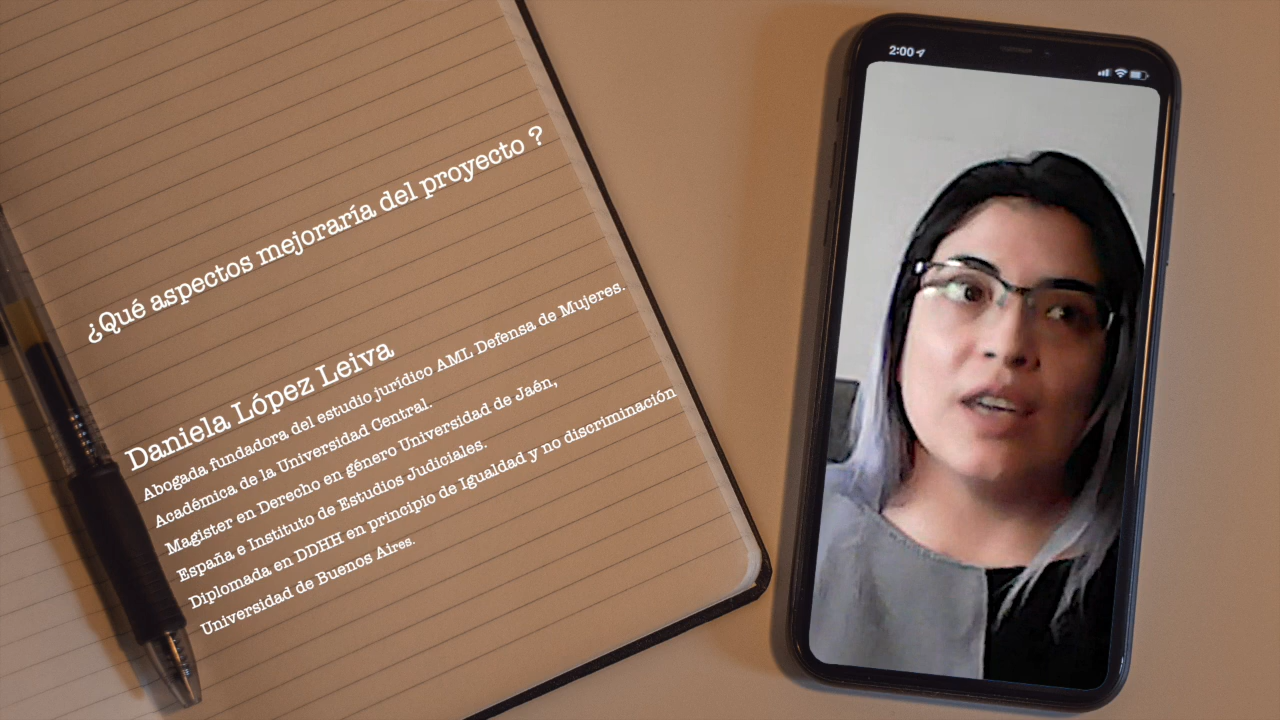 ¿Qué aspectos mejoraría del proyecto ?
Daniela López Leiva
Abogada fundadora del estudio jurídico AML Defensa de Mujeres.
Académica de la Universidad Central.
Magister en Derecho en género Universidad de Jaén,
España e Instituto de Estudios Judiciales.
Diplomada en DDHH en principio de Igualdad y no discriminación
Universidad de Buenos Aires.
2:00